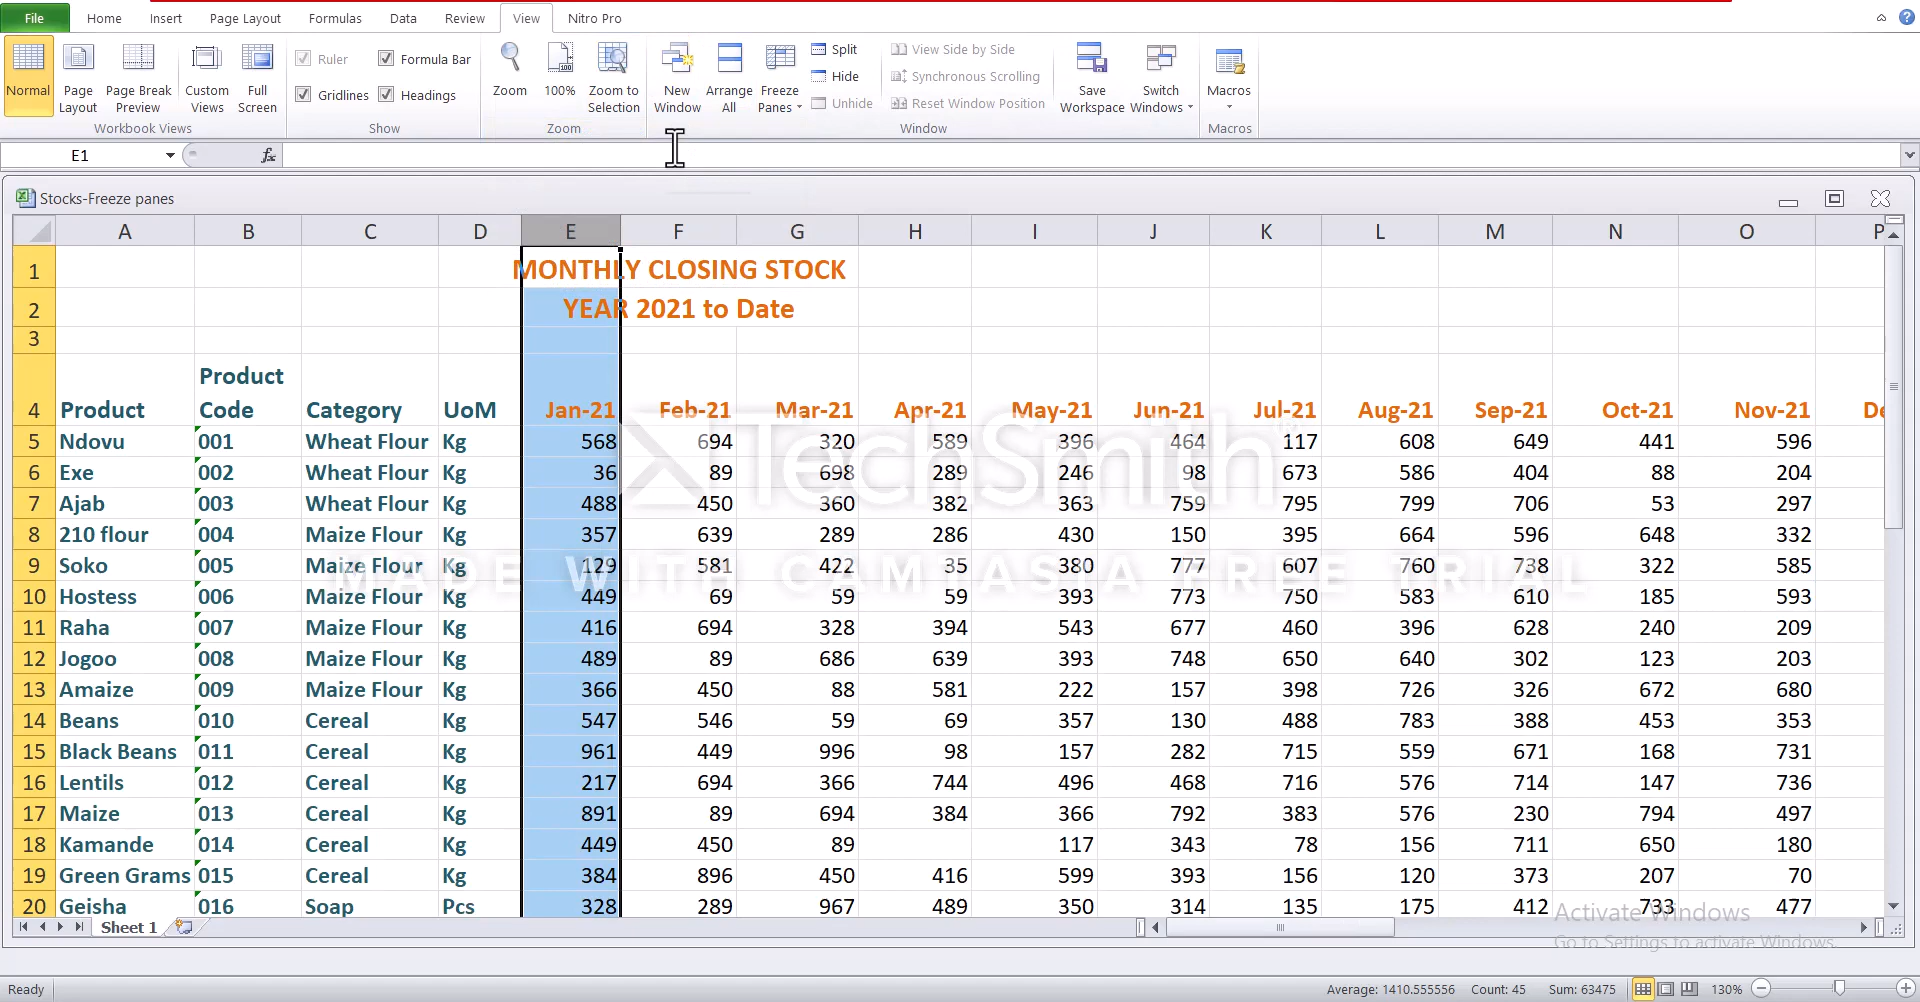 File Home Insert Page Layout Formulas Data Review View Nitro Pro
Normal Page Layout Page Break Preview Custom Views Full Screen
Workbook Views
Ruler Formula Bar
Gridlines Headings
Show
Zoom 100% Zoom to Selection
Zoom
New Window Arrange All Freeze Panes
Split
Hide
Unhide
View Side by Side
Synchronous Scrolling
Reset Window Position
Window
Save Workspace Switch Windows
Macros
Macros
E1 fx
Stocks-Freeze panes
A B C D E F G H I J K L M N O P
1 MONTHLY CLOSING STOCK
2 YEAR 2021 to Date
3
4 Product Product Code Category UoM Jan-21 Feb-21 Mar-21 Apr-21 May-21 Jun-21 Jul-21 Aug-21 Sep-21 Oct-21 Nov-21 De
5 Ndovu 001 Wheat Flour Kg 568 694 320 589 396 464 117 608 649 441 596
6 Exe 002 Wheat Flour Kg 36 89 698 289 246 98 673 586 404 88 204
7 Ajab 003 Wheat Flour Kg 488 450 360 382 363 759 795 799 706 53 297
8 210 flour 004 Maize Flour Kg 357 639 289 286 430 150 395 664 596 648 332
9 Soko 005 Maize Flour Kg 129 581 422 35 380 777 607 760 738 322 585
10 Hostess 006 Maize Flour Kg 449 69 59 59 393 773 750 583 610 185 593
11 Raha 007 Maize Flour Kg 416 694 328 394 543 677 460 396 628 240 209
12 Jogoo 008 Maize Flour Kg 489 89 686 639 393 748 650 640 302 123 203
13 Amaize 009 Maize Flour Kg 366 450 88 581 222 157 398 726 326 672 680
14 Beans 010 Cereal Kg 547 546 59 69 357 130 488 783 388 453 353
15 Black Beans 011 Cereal Kg 961 449 996 98 157 282 715 559 671 168 731
16 Lentils 012 Cereal Kg 217 694 366 744 496 468 716 576 714 147 736
17 Maize 013 Cereal Kg 891 89 694 384 366 792 383 576 230 794 497
18 Kamande 014 Cereal Kg 449 450 89 117 343 78 156 711 650 180
19 Green Grams 015 Cereal Kg 384 896 450 416 599 393 156 120 373 207 70
20 Geisha 016 Soap Pcs 328 289 967 489 350 314 135 175 412 733 477
TechSmith®
MADE WITH CAMTASIA FREE TRIAL
Activate Windows
Go to Settings to activate Windows.
Sheet 1
Ready Average: 1410.555556 Count: 45 Sum: 63475 130%